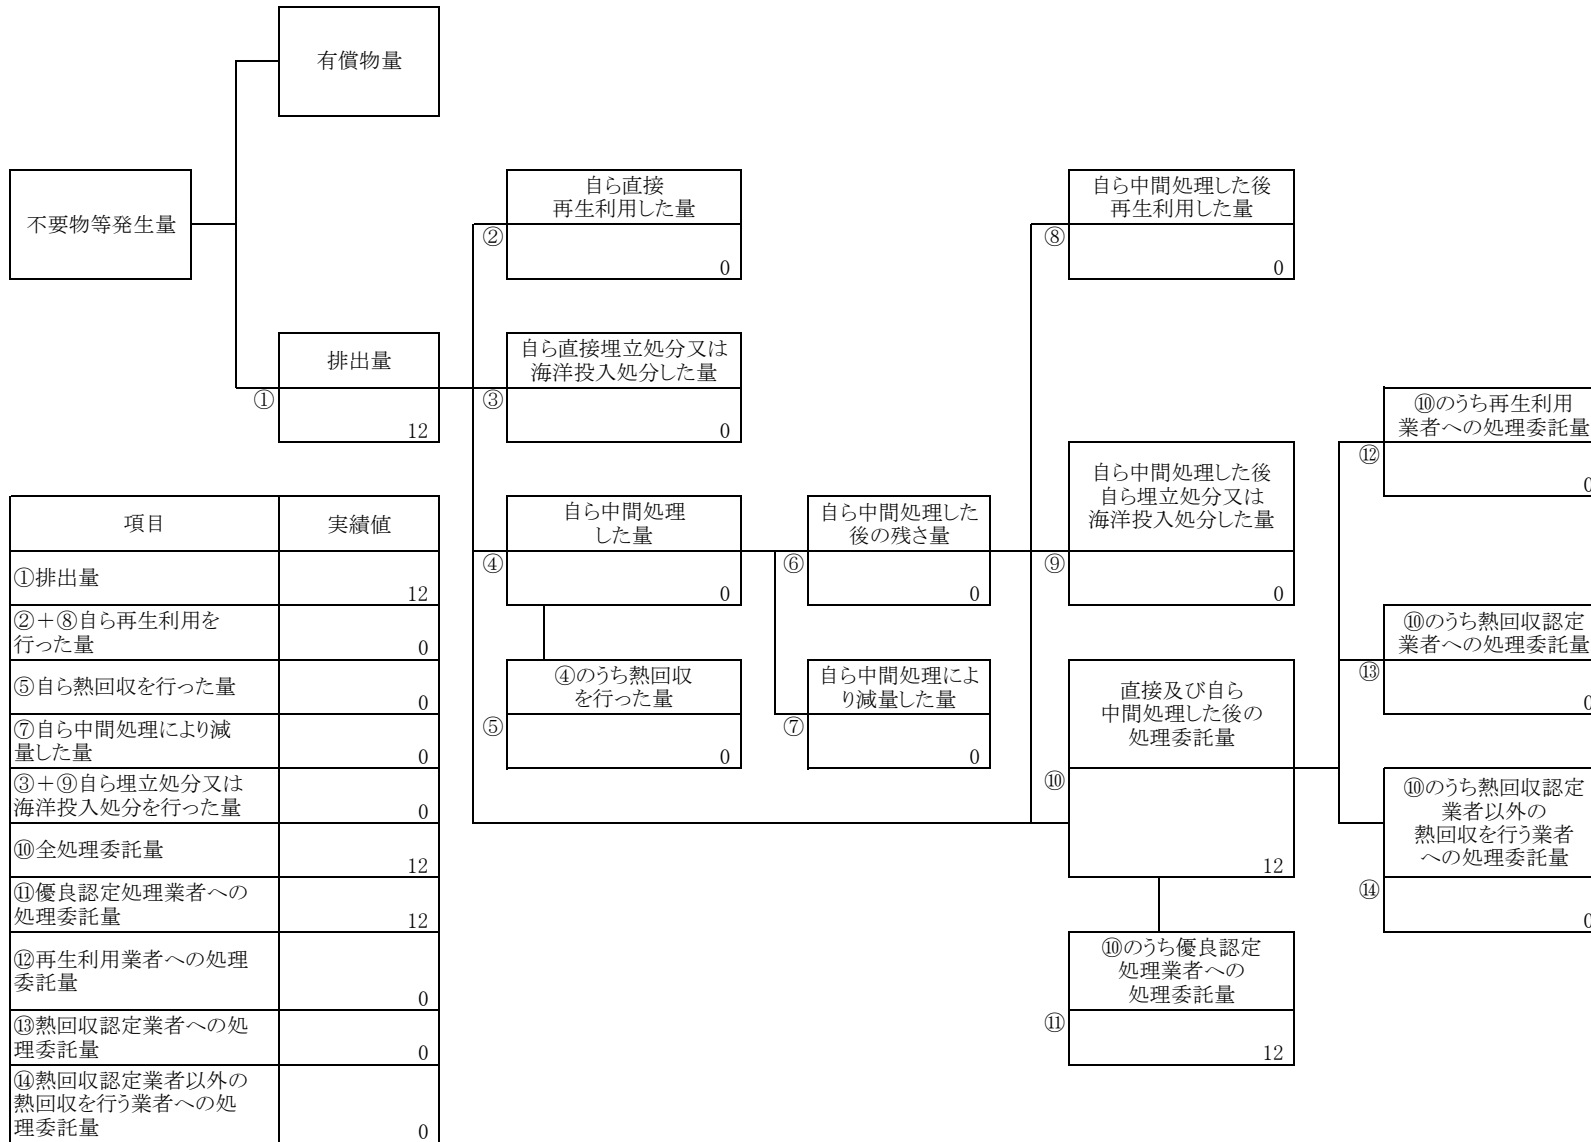 有償物量
不要物等発生量
自ら直接
再生利用した量
②
0
自ら中間処理した後
再生利用した量
⑧
0
排出量
①
12
自ら直接埋立処分又は
海洋投入処分した量
③
0
⑩のうち再生利用
業者への処理委託量
⑫
0
自ら中間処理
した量
④
0
自ら中間処理した
後の残さ量
⑥
0
自ら中間処理した後
自ら埋立処分又は
海洋投入処分した量
⑨
0
④のうち熱回収
を行った量
⑤
0
自ら中間処理によ
り減量した量
⑦
0
直接及び自ら
中間処理した後の
処理委託量
⑩
12
⑩のうち熱回収認定
業者への処理委託量
⑬
0
⑩のうち熱回収認定
業者以外の
熱回収を行う業者
への処理委託量
⑭
0
⑩のうち優良認定
処理業者への
処理委託量
⑪
12
項目 実績値
①排出量
12
②+⑧自ら再生利用を
行った量 0
⑤自ら熱回収を行った量
0
⑦自ら中間処理により減
量した量 0
③+⑨自ら埋立処分又は
海洋投入処分を行った量 0
⑩全処理委託量
12
⑪優良認定処理業者への
処理委託量 12
⑫再生利用業者への処理
委託量
0
⑬熱回収認定業者への処
理委託量 0
⑭熱回収認定業者以外の
熱回収を行う業者への処
理委託量 0